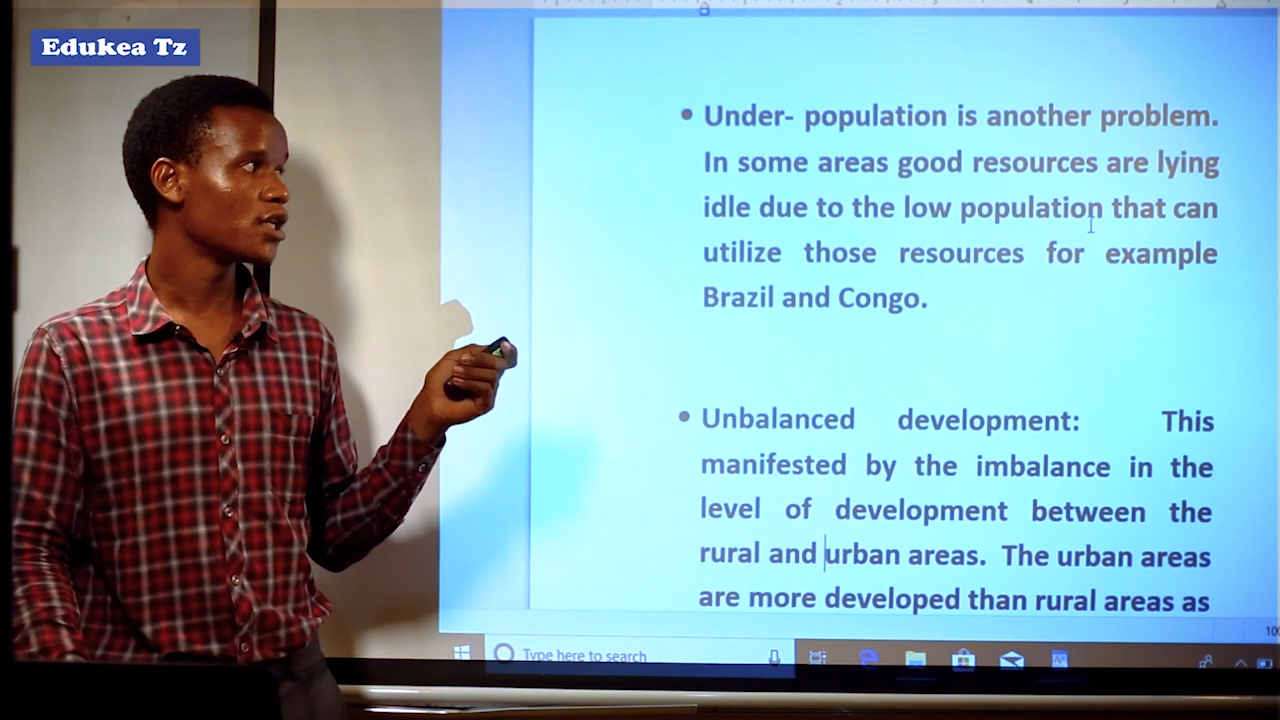 Edukea Tz
• Under- population is another problem.
In some areas good resources are lying
idle due to the low population that can
utilize those resources for example
Brazil and Congo.
• Unbalanced development: This
manifested by the imbalance in the
level of development between the
rural and urban areas. The urban areas
are more developed than rural areas as
Type here to search